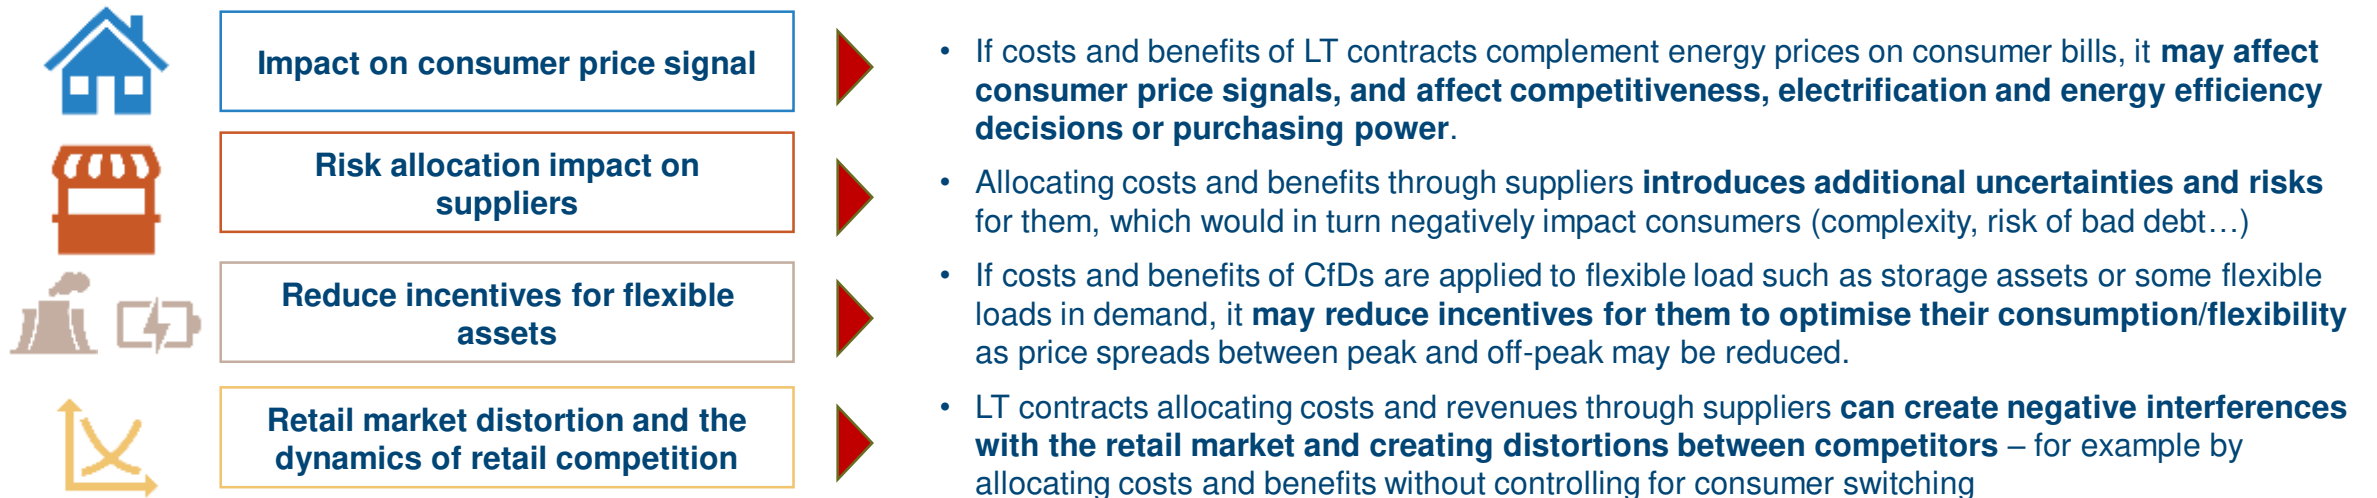 Impact on consumer price signal
• If costs and benefits of LT contracts complement energy prices on consumer bills, it may affect
consumer price signals, and affect competitiveness, electrification and energy efficiency
decisions or purchasing power.
Risk allocation impact on
suppliers
• Allocating costs and benefits through suppliers introduces additional uncertainties and risks
for them, which would in turn negatively impact consumers (complexity, risk of bad debt…)
Reduce incentives for flexible
assets
• If costs and benefits of CfDs are applied to flexible load such as storage assets or some flexible
loads in demand, it may reduce incentives for them to optimise their consumption/flexibility
as price spreads between peak and off-peak may be reduced.
Retail market distortion and the
dynamics of retail competition
• LT contracts allocating costs and revenues through suppliers can create negative interferences
with the retail market and creating distortions between competitors – for example by
allocating costs and benefits without controlling for consumer switching